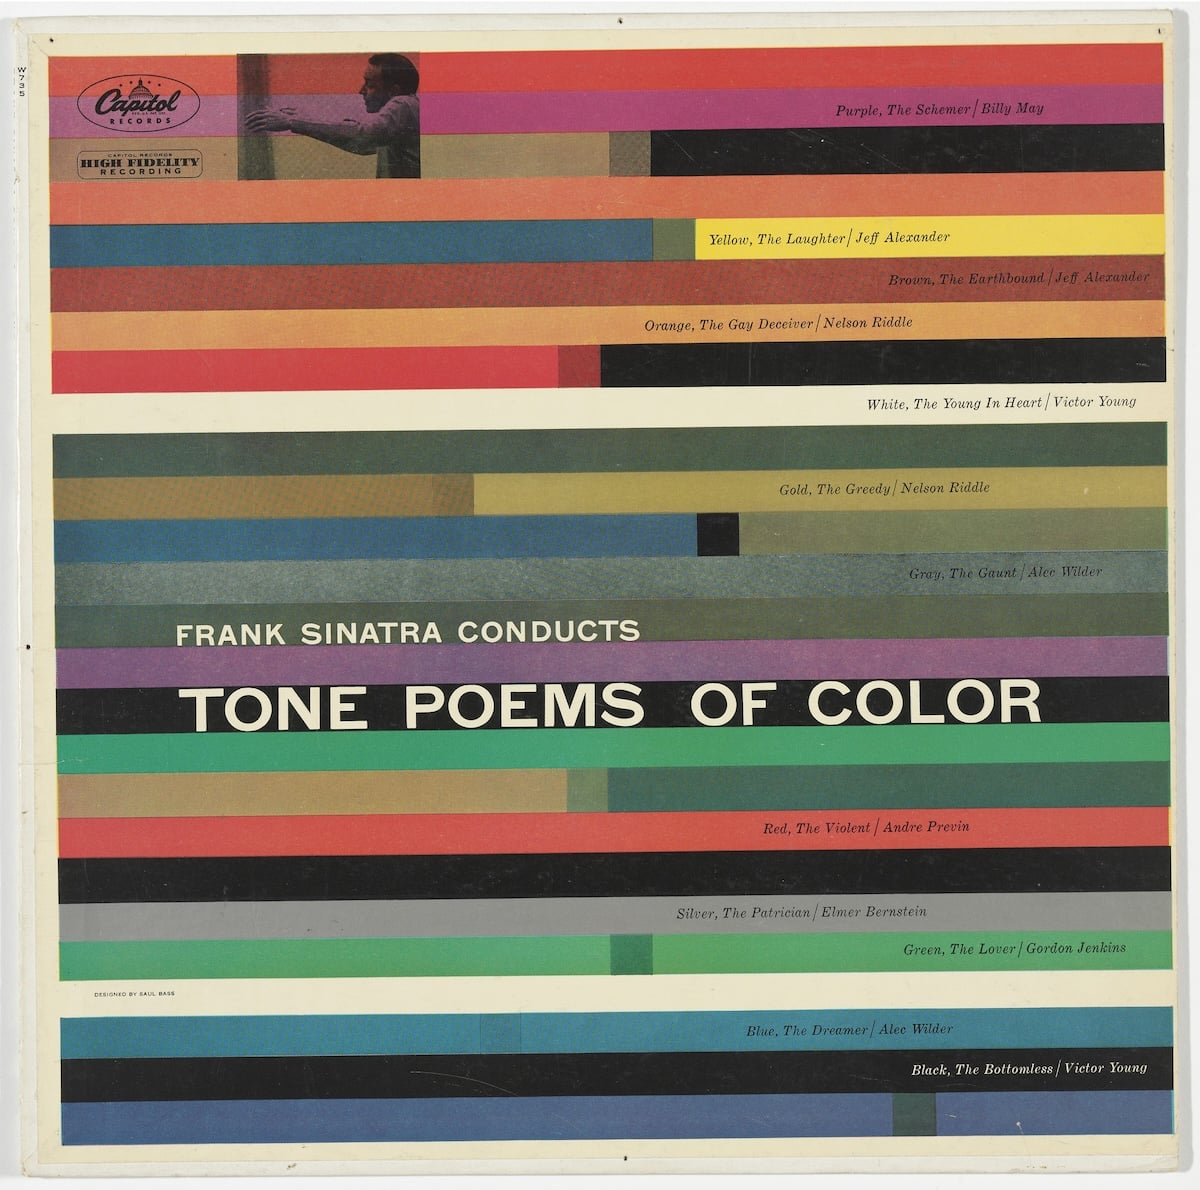 W735
Capitol
RECORDS
CAPITOL RECORDS
HIGH FIDELITY
RECORDING
Purple, The Schemer/Billy May
Yellow, The Laughter/Jeff Alexander
Brown, The Earthbound/Jeff Alexander
Orange, The Gay Deceiver/Nelson Riddle
White, The Young In Heart/Victor Young
Gold, The Greedy/Nelson Riddle
Gray, The Gaunt/Alec Wilder
FRANK SINATRA CONDUCTS
TONE POEMS OF COLOR
Red, The Violent/Andre Previn
Silver, The Patrician/Elmer Bernstein
Green, The Lover/Gordon Jenkins
DESIGNED BY SAUL BASS
Blue, The Dreamer/Alec Wilder
Black, The Bottomless/Victor Young